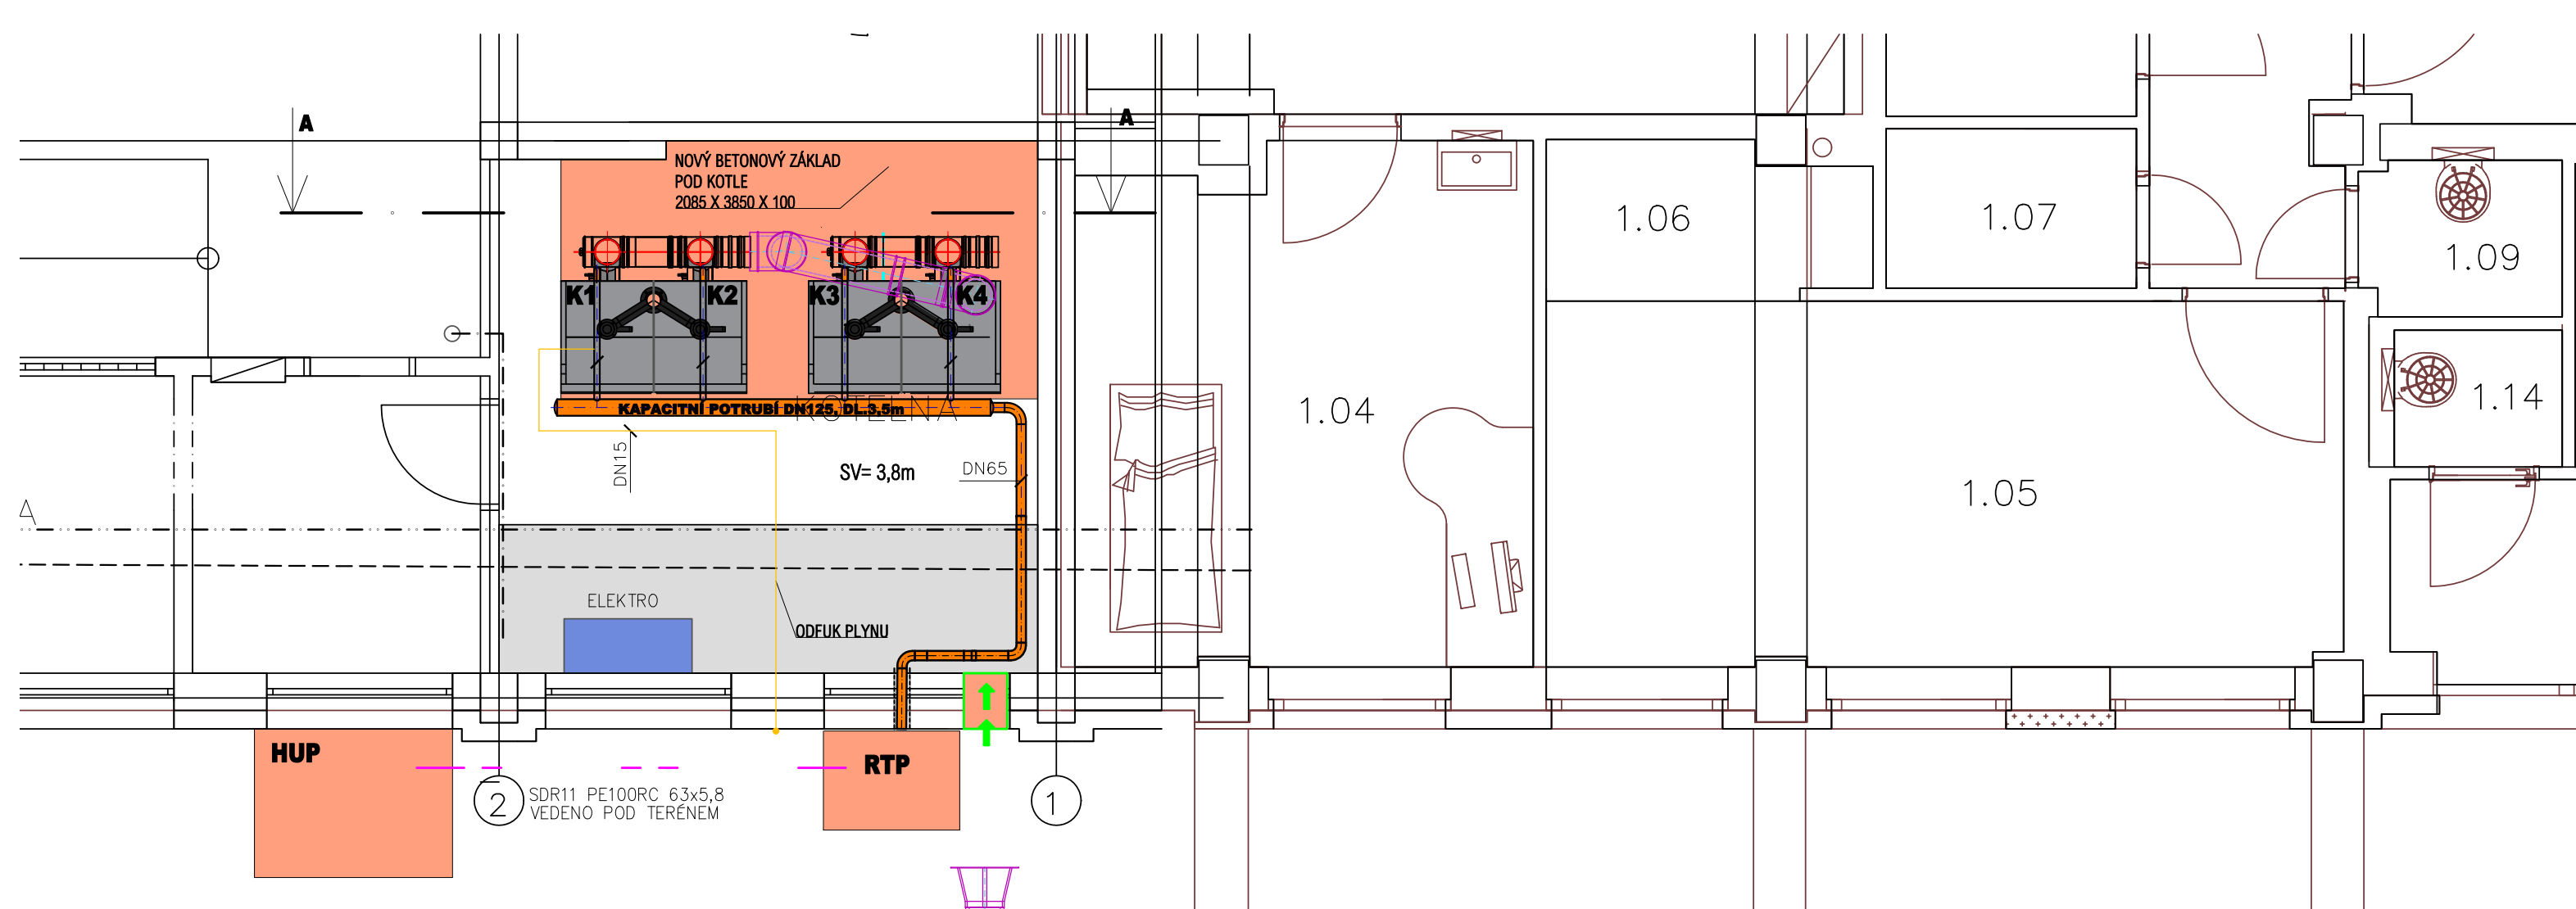 A
A
NOVÝ BETONOVÝ ZÁKLAD
POD KOTLE
2085 X 3850 X 100
1.06
1.07
1.09
K1
K2
K3
K4
1.14
KAPACITNÍ POTRUBÍ DN125, DL.3,5m
KOTELNA
1.04
DN15
SV= 3,8m
DN65
1.05
A
ELEKTRO
ODFUK PLYNU
HUP
RTP
2
SDR11 PE100RC 63x5,8
VEDENO POD TERÉNEM
1